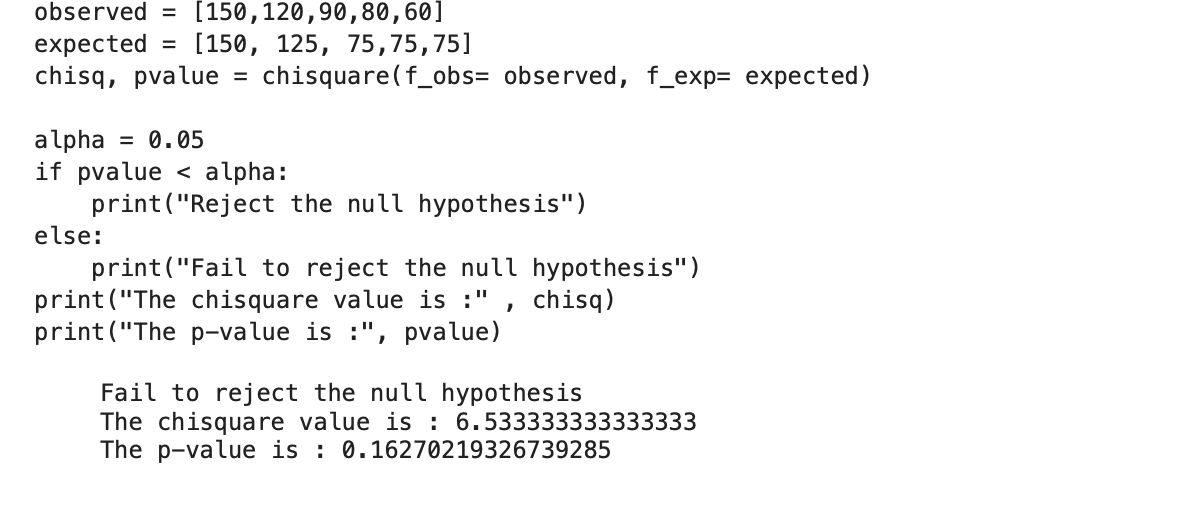 observed = [150,120,90,80,60]
expected = [150, 125, 75,75,75]
chisq, pvalue = chisquare(f_obs= observed, f_exp= expected)
alpha = 0.05
if pvalue < alpha:
    print("Reject the null hypothesis")
else:
    print("Fail to reject the null hypothesis")
print("The chisquare value is :" , chisq)
print("The p-value is :", pvalue)
Fail to reject the null hypothesis
The chisquare value is : 6.533333333333333
The p-value is : 0.16270219326739285